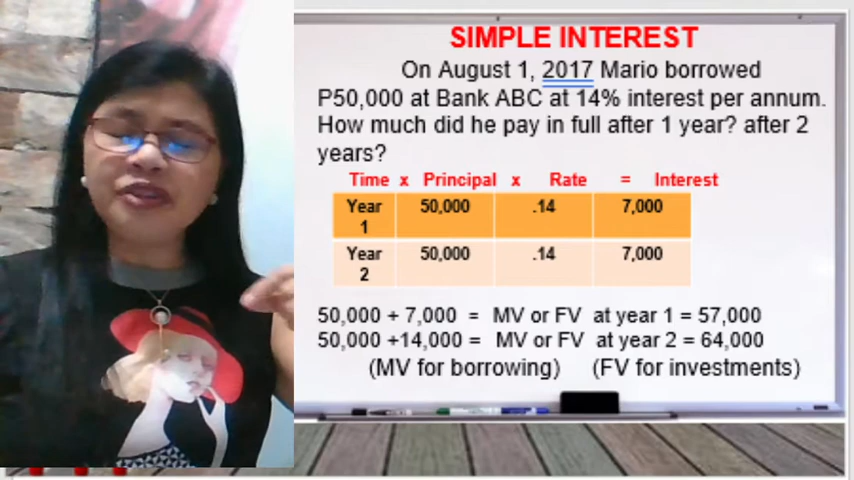 SIMPLE INTEREST
On August 1, 2017 Mario borrowed
P50,000 at Bank ABC at 14% interest per annum.
How much did he pay in full after 1 year? after 2
years?
Time x Principal x Rate = Interest
Year 1 50,000 .14 7,000
Year 2 50,000 .14 7,000
50,000 + 7,000 = MV or FV at year 1 = 57,000
50,000 +14,000 = MV or FV at year 2 = 64,000
(MV for borrowing) (FV for investments)